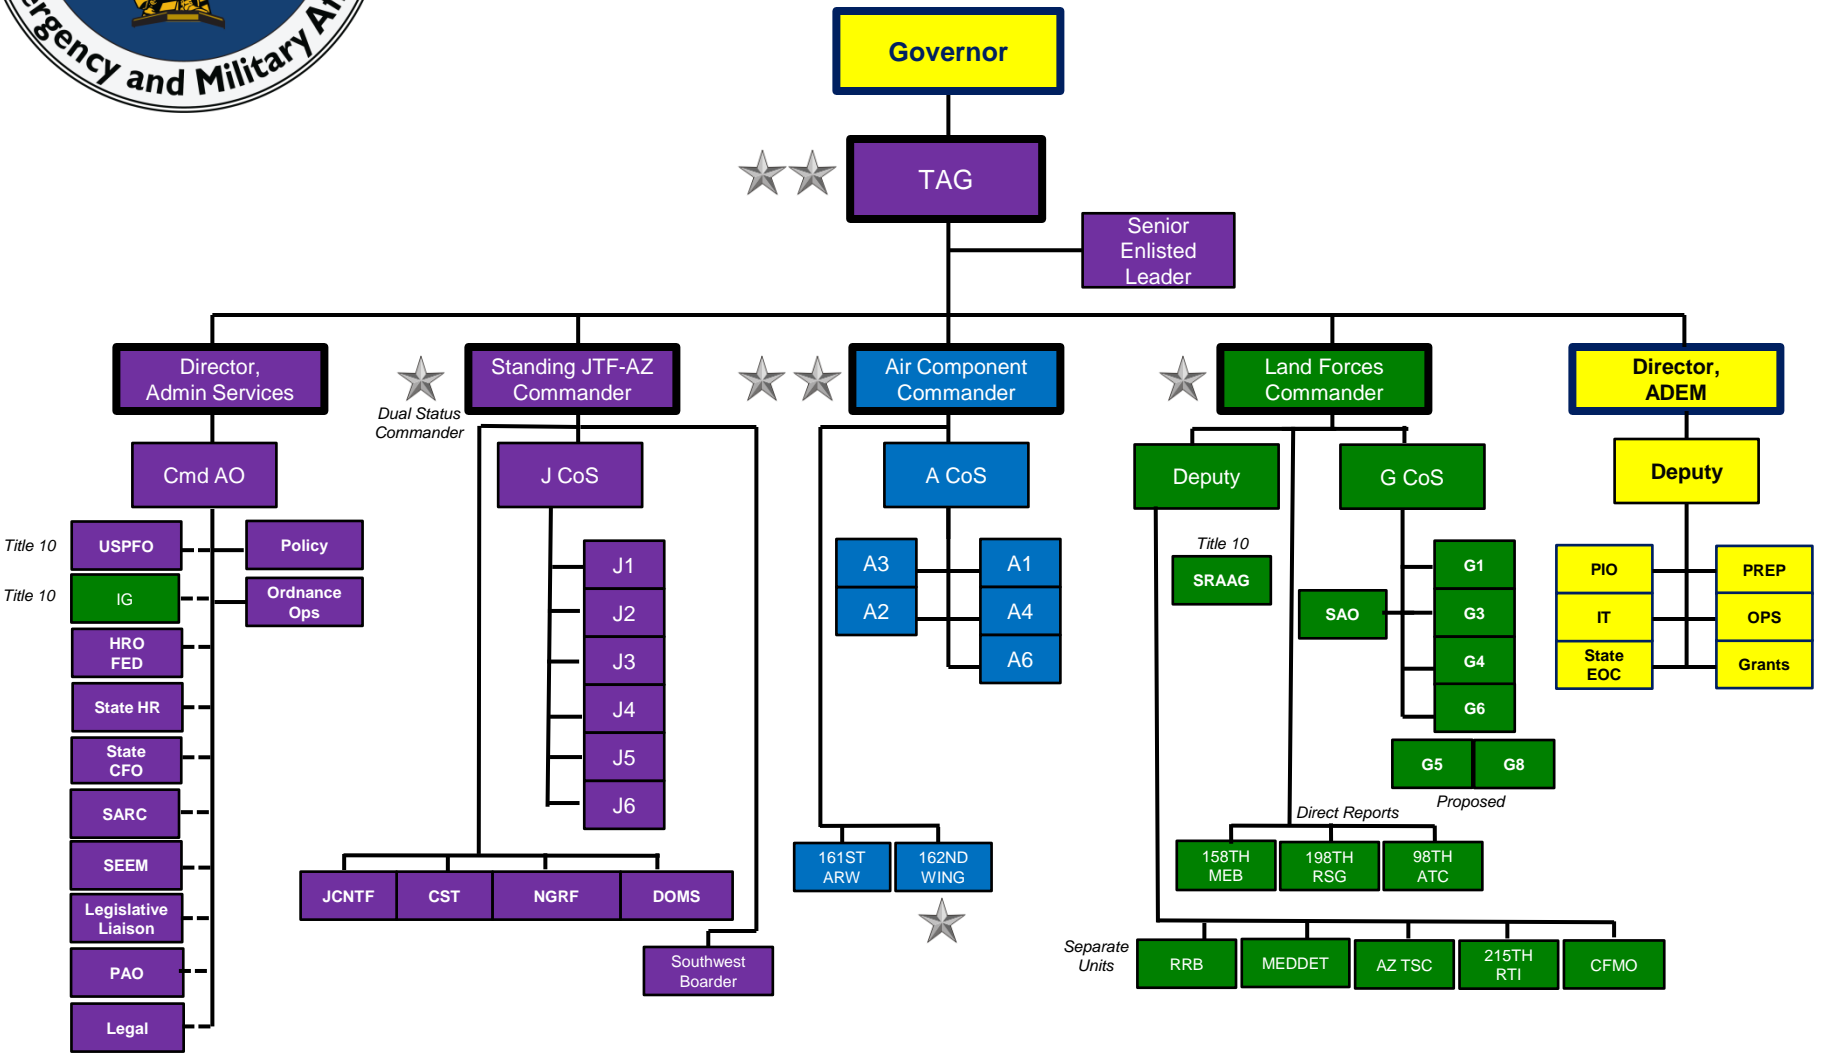 ergency and Military Af
Governor
TAG
Senior
Enlisted
Leader
Director,
Admin Services
Standing JTF-AZ
Commander
Air Component
Commander
Land Forces
Commander
Director,
ADEM
Dual Status
Commander
Cmd AO
J CoS
A CoS
Deputy
G CoS
Deputy
Title 10
USPFO
Policy
Title 10
IG
Ordnance
Ops
HRO
FED
State HR
State
CFO
SARC
SEEM
Legislative
Liaison
PAO
Legal
J1
J2
J3
J4
J5
J6
JCNTF
CST
NGRF
DOMS
Southwest
Boarder
A3
A1
A2
A4
A6
161ST
ARW
162ND
WING
Title 10
SRAAG
SAO
G1
G3
G4
G6
G5
G8
Proposed
Direct Reports
158TH
MEB
198TH
RSG
98TH
ATC
Separate
Units
RRB
MEDDET
AZ TSC
215TH
RTI
CFMO
PIO
PREP
IT
OPS
State
EOC
Grants